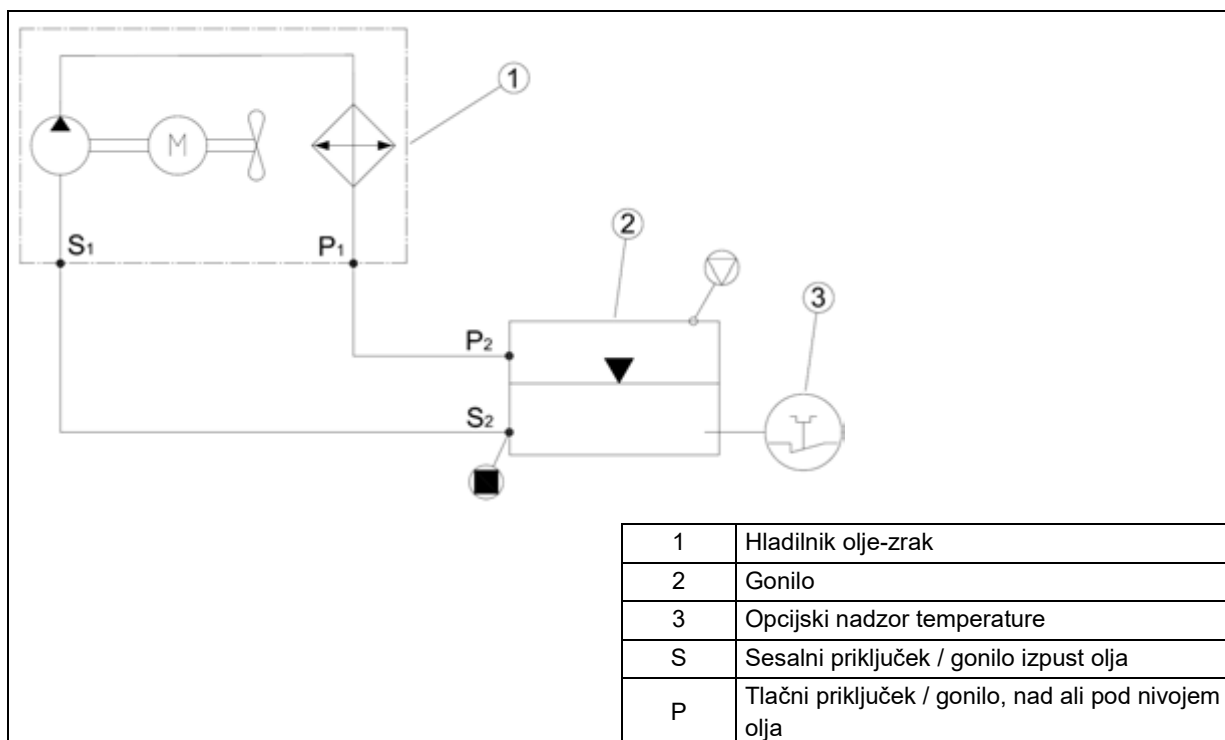 1
M
S1
P1
2
3
P2
S2
1 Hladilnik olje-zrak
2 Gonilo
3 Opcijski nadzor temperature
S Sesalni priključek / gonilo izpust olja
P Tlačni priključek / gonilo, nad ali pod nivojem
olja